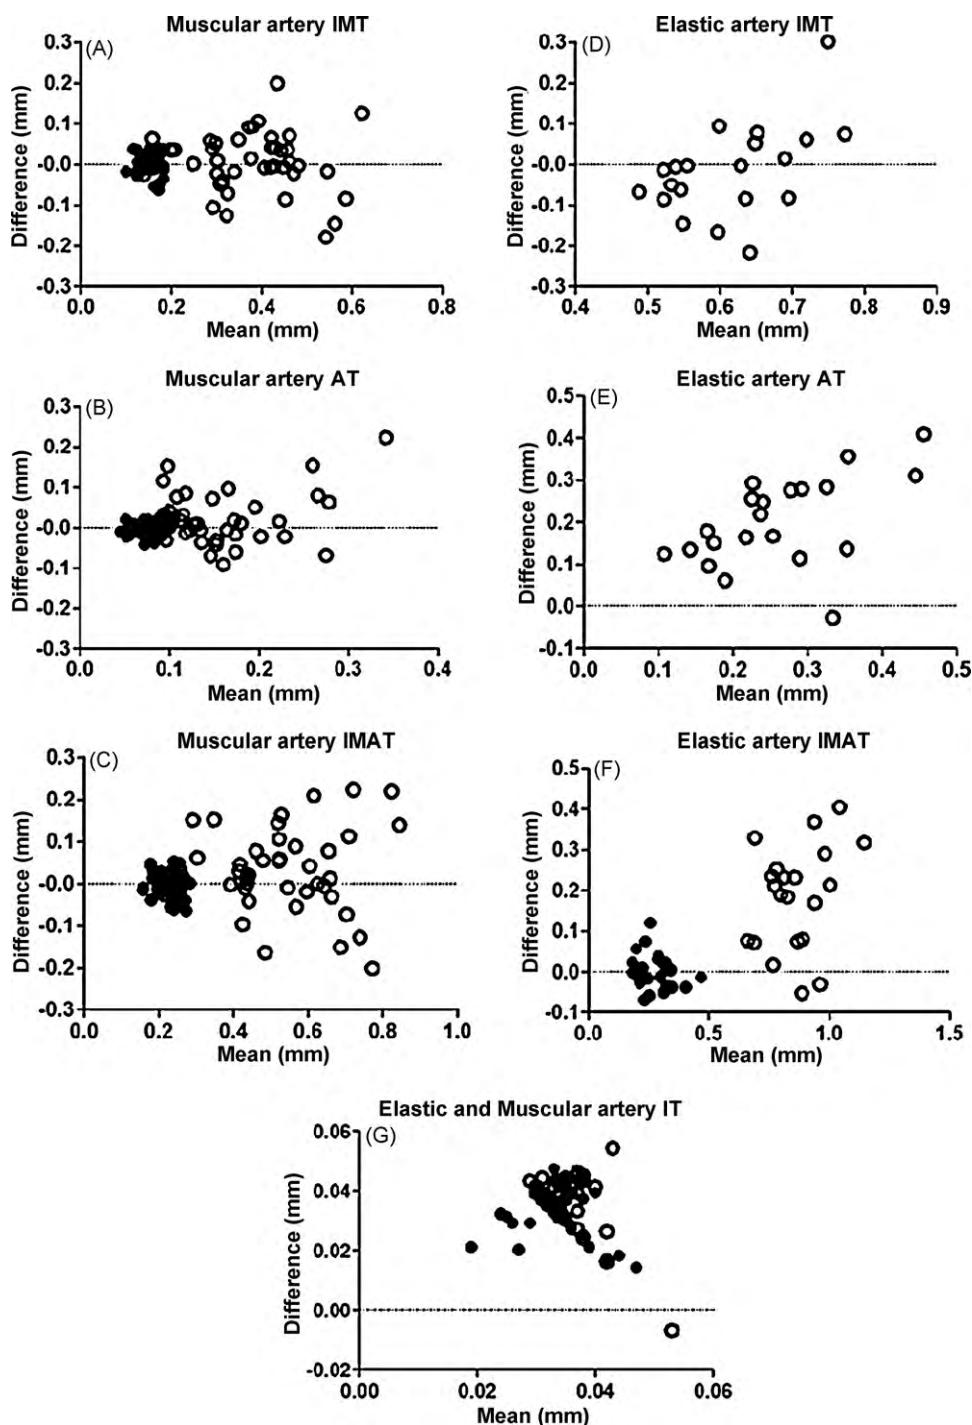 Muscular artery IMT
(A)
0.3
0.2
0.1
-0.0
-0.1
-0.2
-0.3
Difference (mm)
0.0 0.2 0.4 0.6 0.8
Mean (mm)
Elastic artery IMT
(D)
0.3
0.2
0.1
-0.0
-0.1
-0.2
-0.3
Difference (mm)
0.4 0.5 0.6 0.7 0.8 0.9
Mean (mm)
Muscular artery AT
(B)
0.3
0.2
0.1
-0.0
-0.1
-0.2
-0.3
Difference (mm)
0.0 0.1 0.2 0.3 0.4
Mean (mm)
Elastic artery AT
(E)
0.5
0.4
0.3
0.2
0.1
0.0
-0.1
Difference (mm)
0.0 0.1 0.2 0.3 0.4 0.5
Mean (mm)
Muscular artery IMAT
(C)
0.3
0.2
0.1
-0.0
-0.1
-0.2
-0.3
Difference (mm)
0.0 0.2 0.4 0.6 0.8 1.0
Mean (mm)
Elastic artery IMAT
(F)
0.5
0.4
0.3
0.2
0.1
0.0
-0.1
Difference (mm)
0.0 0.5 1.0 1.5
Mean (mm)
Elastic and Muscular artery IT
(G)
0.06
0.04
0.02
0.00
-0.02
Difference (mm)
0.00 0.02 0.04 0.06
Mean (mm)